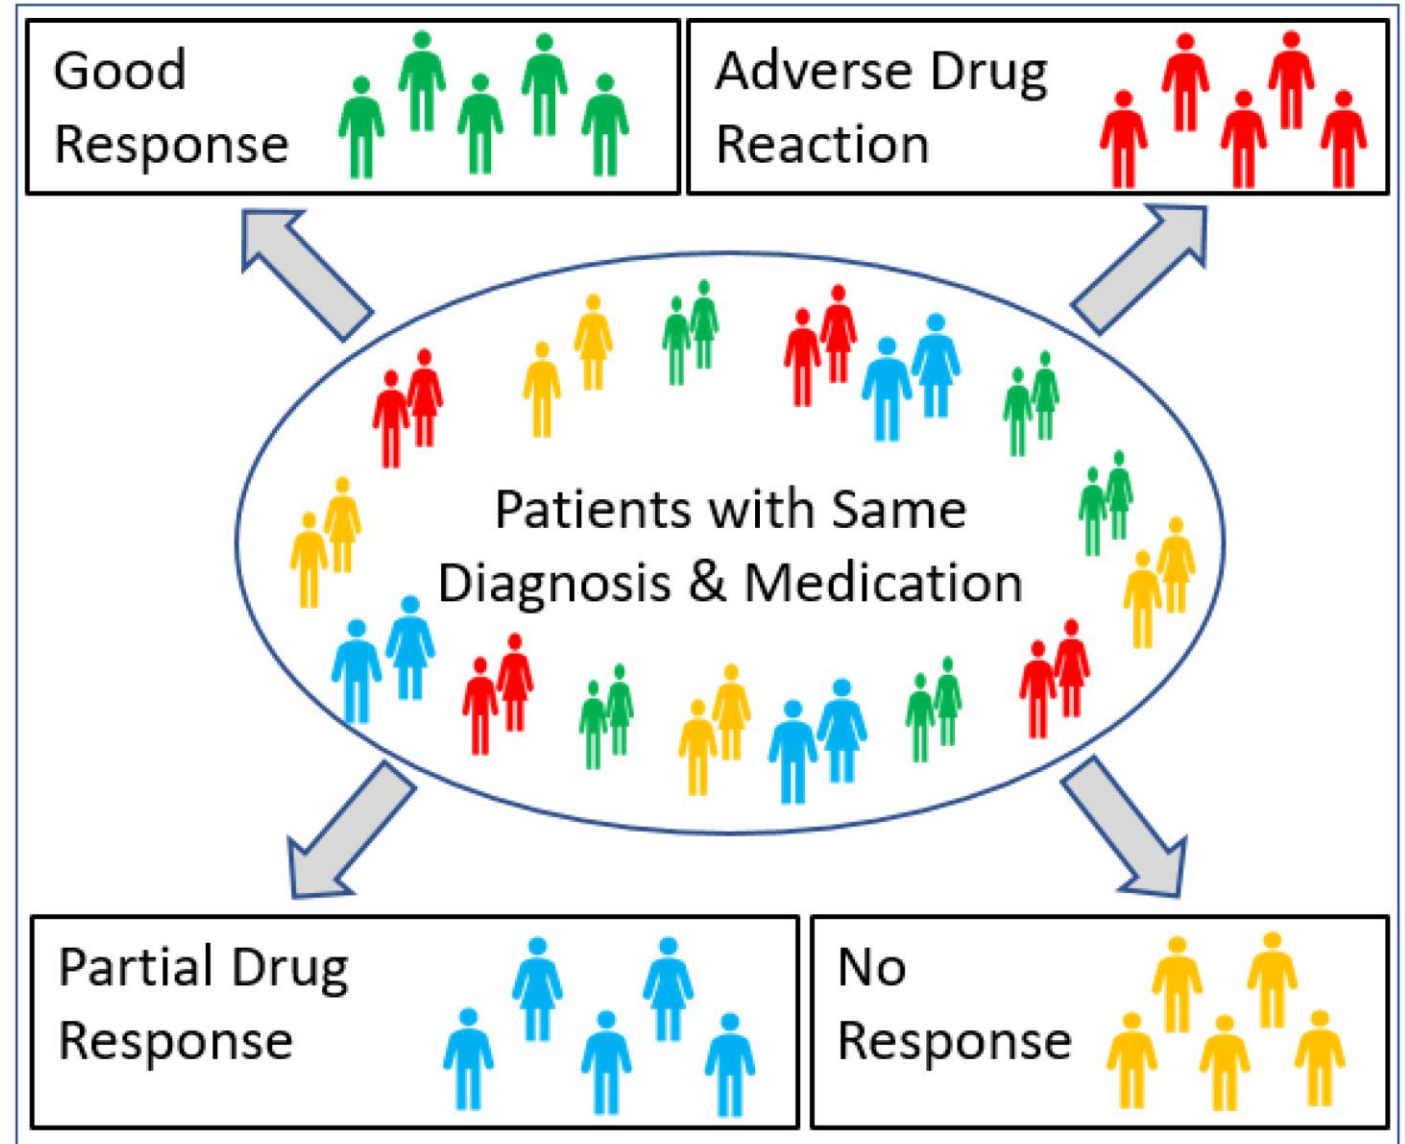 Good
Response
Adverse Drug
Reaction
Patients with Same
Diagnosis & Medication
Partial Drug
Response
No
Response